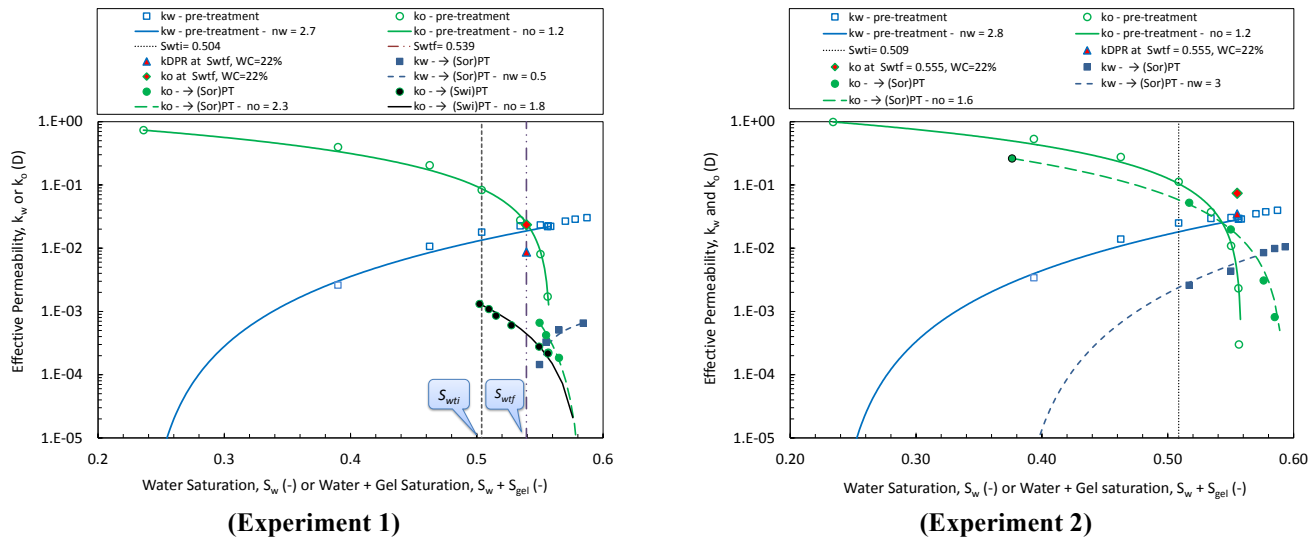 kw - pre-treatment
ko - pre-treatment
kw - pre-treatment - nw = 2.7
ko - pre-treatment - no = 1.2
Swti= 0.504
Swtf= 0.539
kDPR at Swtf, WC=22%
kw - → (Sor)PT
ko at Swtf, WC=22%
kw - → (Sor)PT - nw = 0.5
ko - → (Sor)PT
ko - → (Swi)PT
ko - → (Sor)PT - no = 2.3
ko - → (Swi)PT - no = 1.8
1.E+00
1.E-01
1.E-02
1.E-03
1.E-04
1.E-05
Effective Permeability, kw or ko (D)
Swti
Swtf
0.20
0.3
0.4
0.5
0.60
Water Saturation, Sw (-) or Water + Gel Saturation, Sw + Sgel (-)
(Experiment 1)
kw - pre-treatment
ko - pre-treatment
kw - pre-treatment - nw = 2.8
ko - pre-treatment - no = 1.2
Swti= 0.509
kDPR at Swtf = 0.555, WC=22%
ko at Swtf = 0.555, WC=22%
kw - → (Sor)PT
ko - → (Sor)PT
kw - → (Sor)PT - nw = 3
ko - → (Sor)PT - no = 1.6
1.E+00
1.E-01
1.E-02
1.E-03
1.E-04
1.E-05
Effective Permeability, kw and ko (D)
0.20
0.30
0.40
0.50
0.60
Water Saturation, Sw (-) or Water + Gel saturation, Sw + Sgel (-)
(Experiment 2)